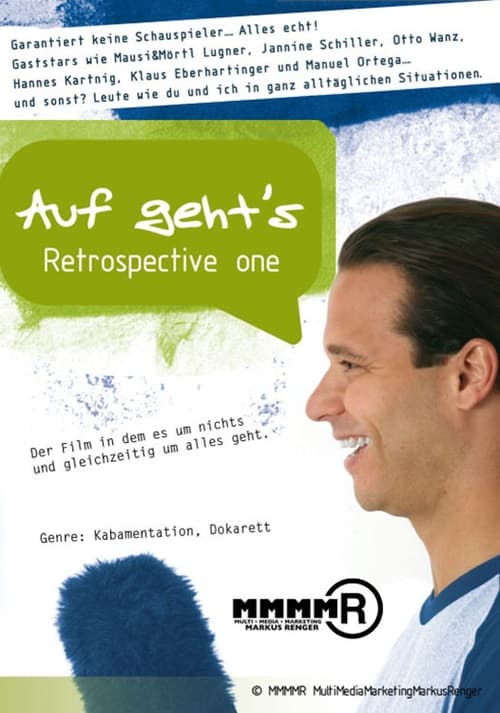 Garantiert keine Schauspieler... Alles echt!
Gaststars wie Mausi&Mörtl Lugner, Jannine Schiller, Otto Wanz,
Hannes Kartnig, Klaus Eberhartinger und Manuel Ortega...
und sonst? Leute wie du und ich in ganz alltäglichen Situationen.
Auf geht's
Retrospective one
Der Film in dem es um nichts
und gleichzeitig um alles geht.
Genre: Kabamentation, Dokarett
MMMMR
MULTI • MEDIA • MARKETING
MARKUS RENGER
© MMMMR MultiMediaMarketingMarkusRenger